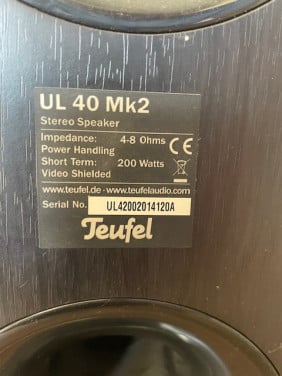 UL 40 Mk2
Stereo Speaker
Impedance: 4-8 Ohms
Power Handling
Short Term: 200 Watts
Video Shielded
www.teufel.de - www.teufelaudio.com
Serial No. UL42002014120A
Teufel